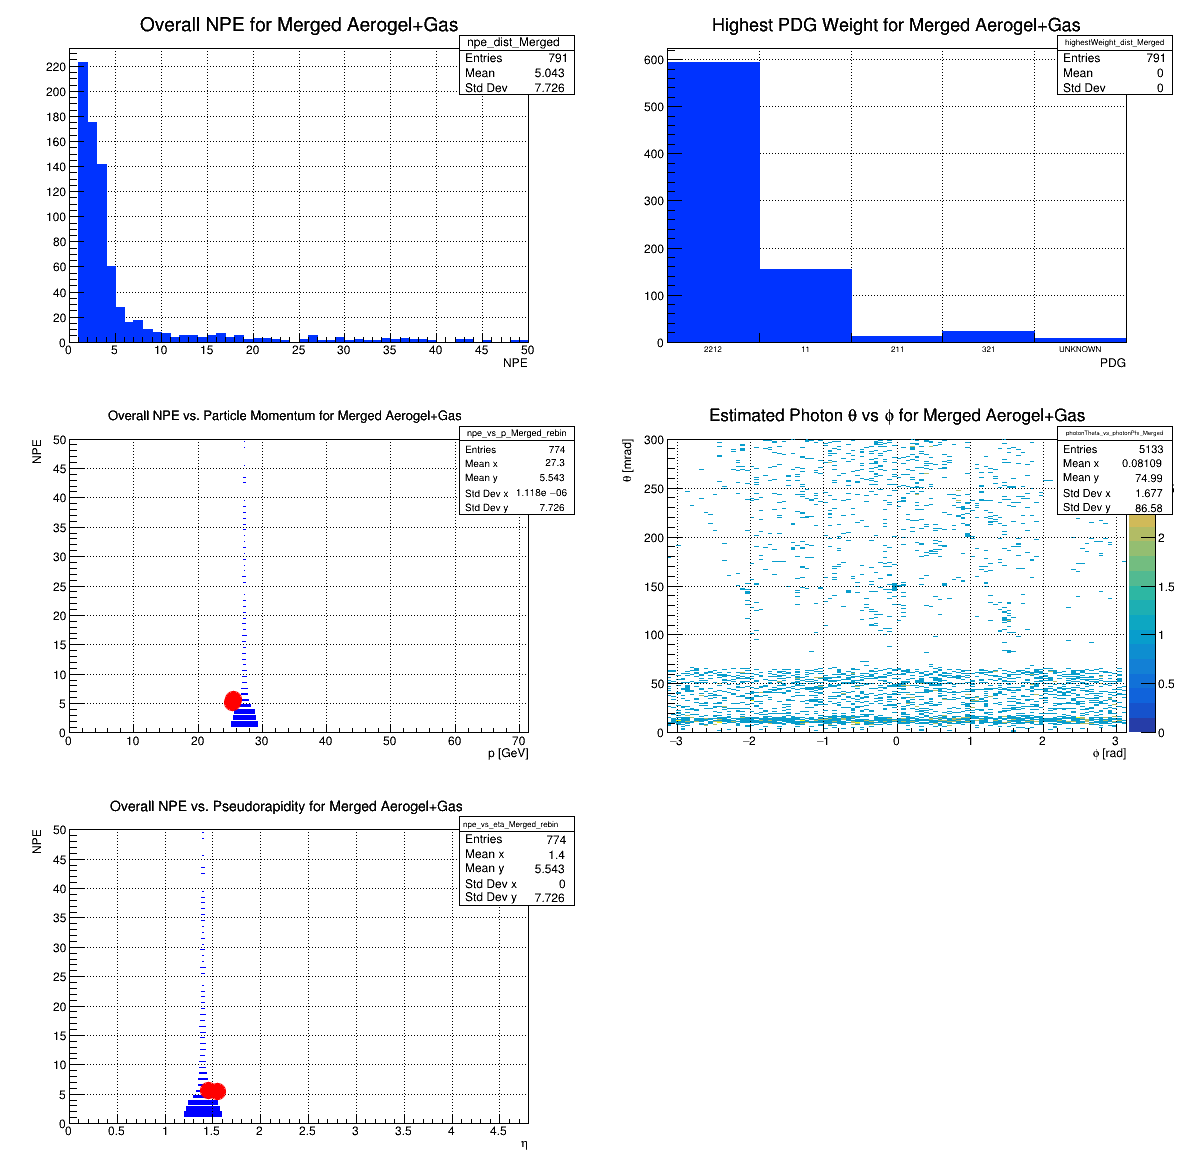 Overall NPE for Merged Aerogel+Gas
npe_dist_Merged
Entries 791
Mean 5.043
Std Dev 7.726
220
200
180
160
140
120
100
80
60
40
20
0
0 5 10 15 20 25 30 35 40 45 50
NPE
Highest PDG Weight for Merged Aerogel+Gas
highestWeight_dist_Merged
Entries 791
Mean 0
Std Dev 0
600
500
400
300
200
100
0
2212 11 211 321 UNKNOWN
PDG
Overall NPE vs. Particle Momentum for Merged Aerogel+Gas
npe_vs_p_Merged_rebin
Entries 774
Mean x 27.3
Mean y 5.543
Std Dev x 1.118e −06
Std Dev y 7.726
NPE
50
45
40
35
30
25
20
15
10
5
0
0 10 20 30 40 50 60 70
p [GeV]
Estimated Photon θ vs ϕ for Merged Aerogel+Gas
photonTheta_vs_photonPhi_Merged
Entries 5133
Mean x 0.08109
Mean y 74.99
Std Dev x 1.677
Std Dev y 86.58
θ [mrad]
300
250
200
150
100
50
0
−3 −2 −1 0 1 2 3
ϕ [rad]
2
1.5
1
0.5
0
Overall NPE vs. Pseudorapidity for Merged Aerogel+Gas
npe_vs_eta_Merged_rebin
Entries 774
Mean x 1.4
Mean y 5.543
Std Dev x 0
Std Dev y 7.726
NPE
50
45
40
35
30
25
20
15
10
5
0
0 0.5 1 1.5 2 2.5 3 3.5 4 4.5
η